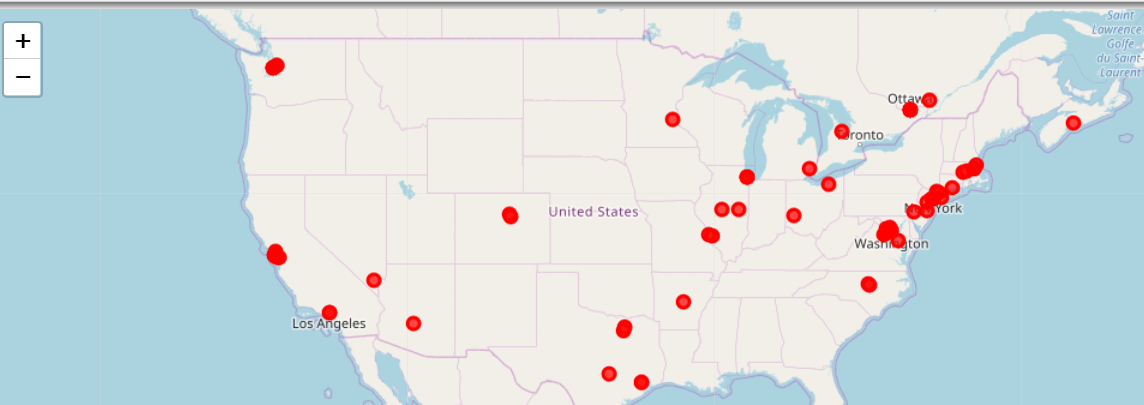 +
−
Saint
Lawrence
Golfe
du Saint-
Laurent
Ottawa
Toronto
United States
New York
Washington
Los Angeles